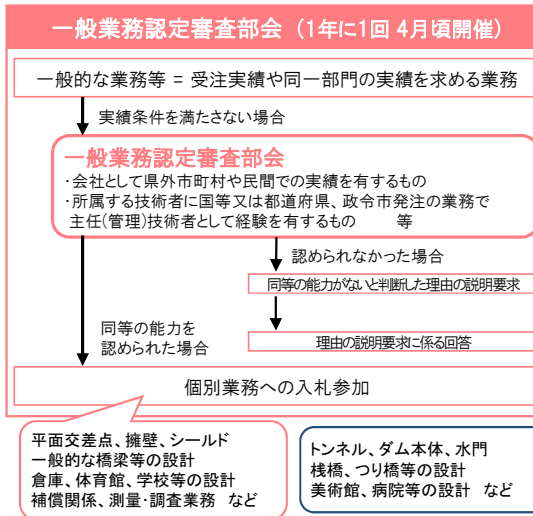 一般業務認定審査部会（1年に1回 4月頃開催）
一般的な業務等 = 受注実績や同一部門の実績を求める業務
実績条件を満たさない場合
一般業務認定審査部会
・会社として県外市町村や民間での実績を有するもの
・所属する技術者に国等又は都道府県、政令市発注の業務で
主任(管理)技術者として経験を有するもの　　等
認められなかった場合
同等の能力がないと判断した理由の説明要求
同等の能力を
認められた場合
理由の説明要求に係る回答
個別業務への入札参加
平面交差点、擁壁、シールド
一般的な橋梁等の設計
倉庫、体育館、学校等の設計
補償関係、測量・調査業務 など
トンネル、ダム本体、水門
桟橋、つり橋等の設計
美術館、病院等の設計 など